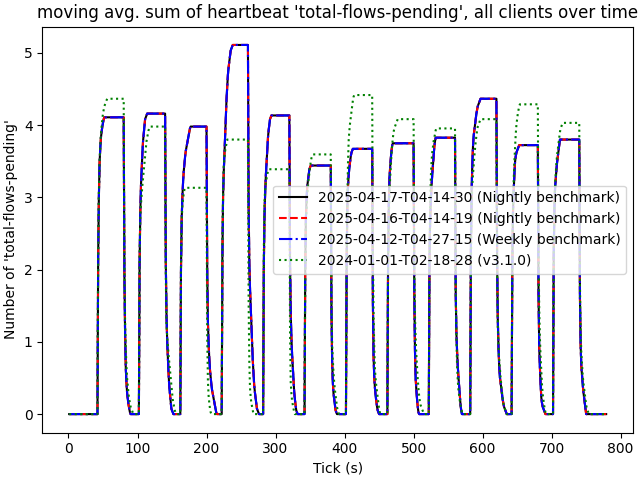 moving avg. sum of heartbeat 'total-flows-pending', all clients over time
Number of 'total-flows-pending'
5
4
3
2
1
0
2025-04-17-T04-14-30 (Nightly benchmark)
2025-04-16-T04-14-19 (Nightly benchmark)
2025-04-12-T04-27-15 (Weekly benchmark)
2024-01-01-T02-18-28 (v3.1.0)
0 100 200 300 400 500 600 700 800
Tick (s)